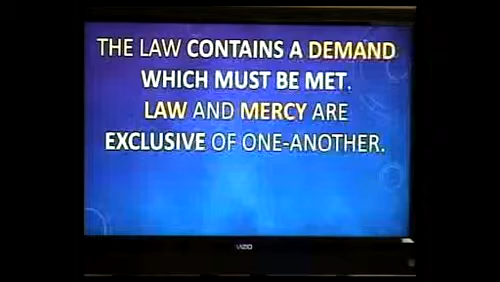 THE LAW CONTAINS A DEMAND
WHICH MUST BE MET.
LAW AND MERCY ARE
EXCLUSIVE OF ONE-ANOTHER.
VIZIO